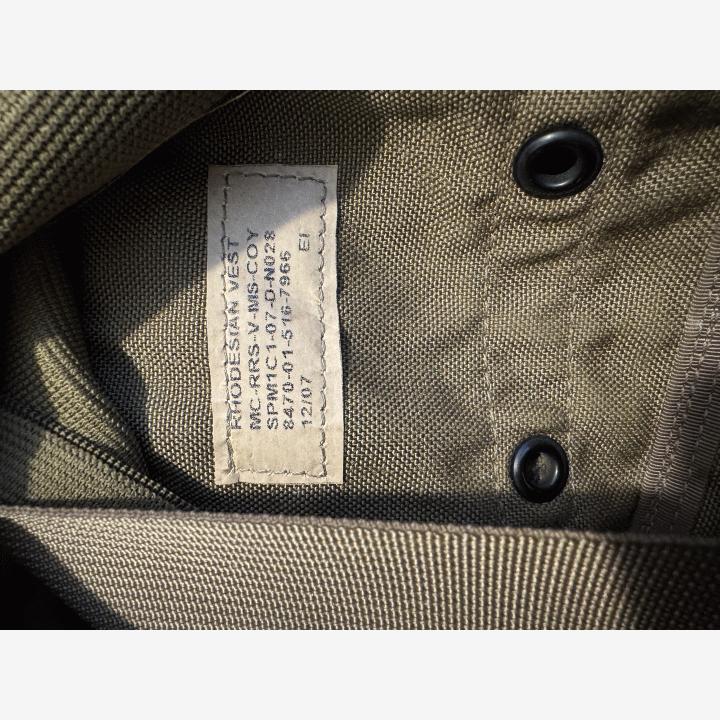 RHODESIAN VEST
MC-RRS-V-MS-COY
SPM1C1-07-D-N028
8470-01-516-7966
12/07 EI